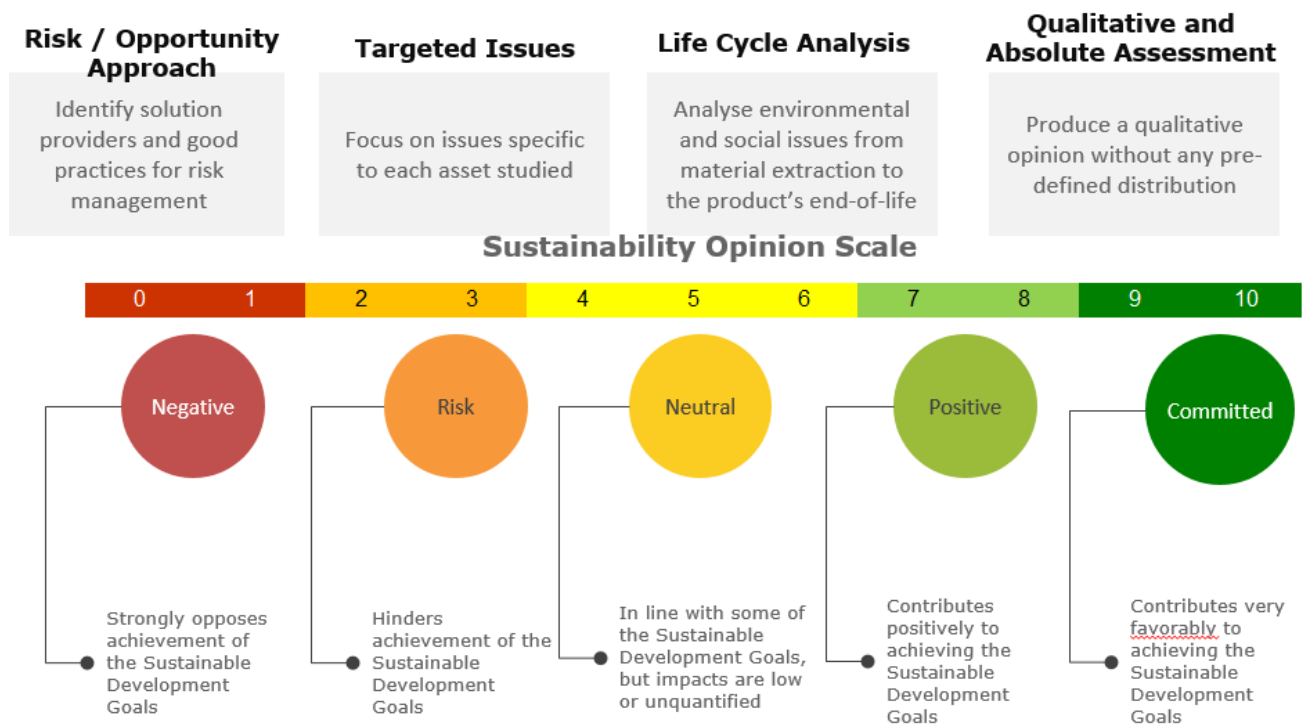 Risk / Opportunity
Approach
Identify solution
providers and good
practices for risk
management
Targeted Issues
Focus on issues specific
to each asset studied
Life Cycle Analysis
Analyse environmental
and social issues from
material extraction to
the product's end-of-life
Qualitative and
Absolute Assessment
Produce a qualitative
opinion without any pre-
defined distribution
Sustainability Opinion Scale
0 1 2 3 4 5 6 7 8 9 10
Negative
Risk
Neutral
Positive
Committed
Strongly opposes
achievement of
the Sustainable
Development
Goals
Hinders
achievement of the
Sustainable
Development
Goals
In line with some of
the Sustainable
Development Goals,
but impacts are low
or unquantified
Contributes
positively to
achieving the
Sustainable
Development
Goals
Contributes very
favorably to
achieving the
Sustainable
Development
Goals